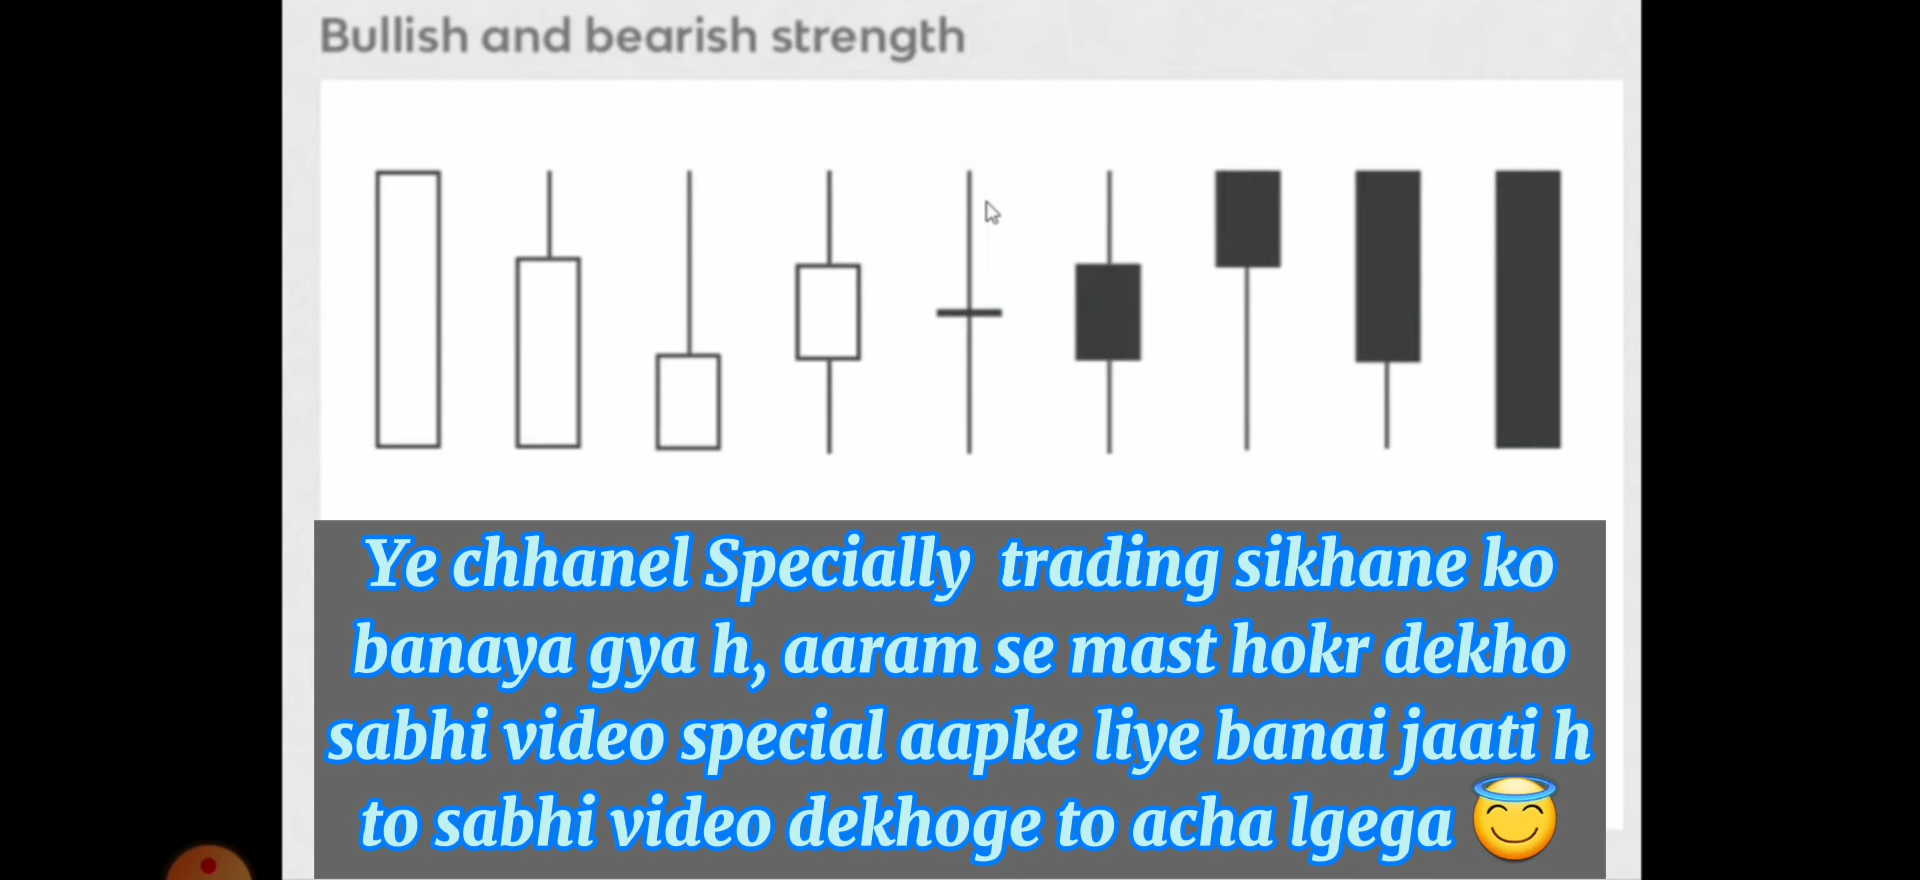 Bullish and bearish strength
Ye chhanel Specially trading sikhane ko
banaya gya h, aaram se mast hokr dekho
sabhi video special aapke liye banai jaati h
to sabhi video dekhoge to acha lgega 😇